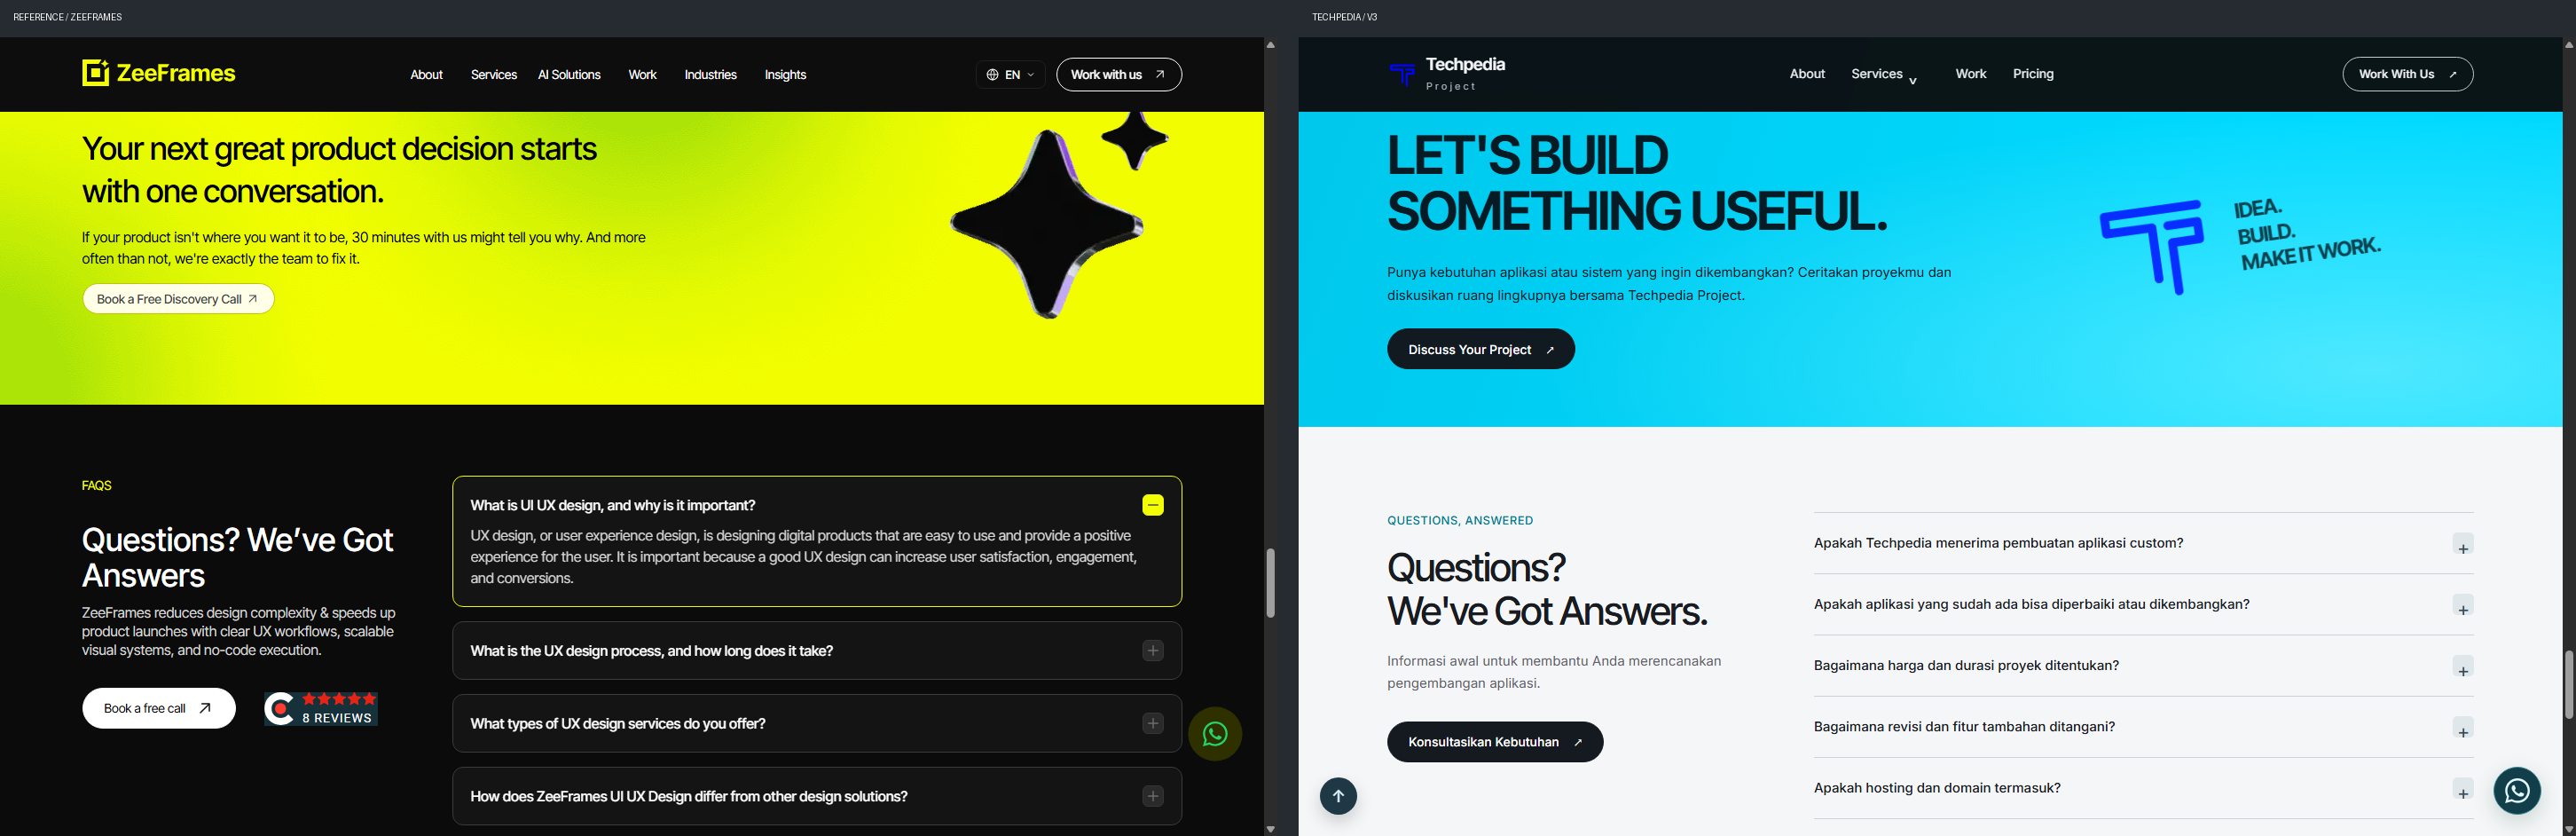 REFERENCE / ZEEFRAMES
ZeeFrames
About
Services
AI Solutions
Work
Industries
Insights
EN
Work with us
Your next great product decision starts
with one conversation.
If your product isn't where you want it to be, 30 minutes with us might tell you why. And more
often than not, we're exactly the team to fix it.
Book a Free Discovery Call
FAQS
Questions? We've Got
Answers
ZeeFrames reduces design complexity & speeds up
product launches with clear UX workflows, scalable
visual systems, and no-code execution.
Book a free call
8 REVIEWS
What is UI UX design, and why is it important?
UX design, or user experience design, is designing digital products that are easy to use and provide a positive
experience for the user. It is important because a good UX design can increase user satisfaction, engagement,
and conversions.
What is the UX design process, and how long does it take?
What types of UX design services do you offer?
How does ZeeFrames UI UX Design differ from other design solutions?
TECHPEDIA / V3
Techpedia
Project
About
Services
Work
Pricing
Work With Us
LET'S BUILD
SOMETHING USEFUL.
Punya kebutuhan aplikasi atau sistem yang ingin dikembangkan? Ceritakan proyekmu dan
diskusikan ruang lingkupnya bersama Techpedia Project.
Discuss Your Project
IDEA.
BUILD.
MAKE IT WORK.
QUESTIONS, ANSWERED
Questions?
We've Got Answers.
Informasi awal untuk membantu Anda merencanakan
pengembangan aplikasi.
Konsultasikan Kebutuhan
Apakah Techpedia menerima pembuatan aplikasi custom?
Apakah aplikasi yang sudah ada bisa diperbaiki atau dikembangkan?
Bagaimana harga dan durasi proyek ditentukan?
Bagaimana revisi dan fitur tambahan ditangani?
Apakah hosting dan domain termasuk?